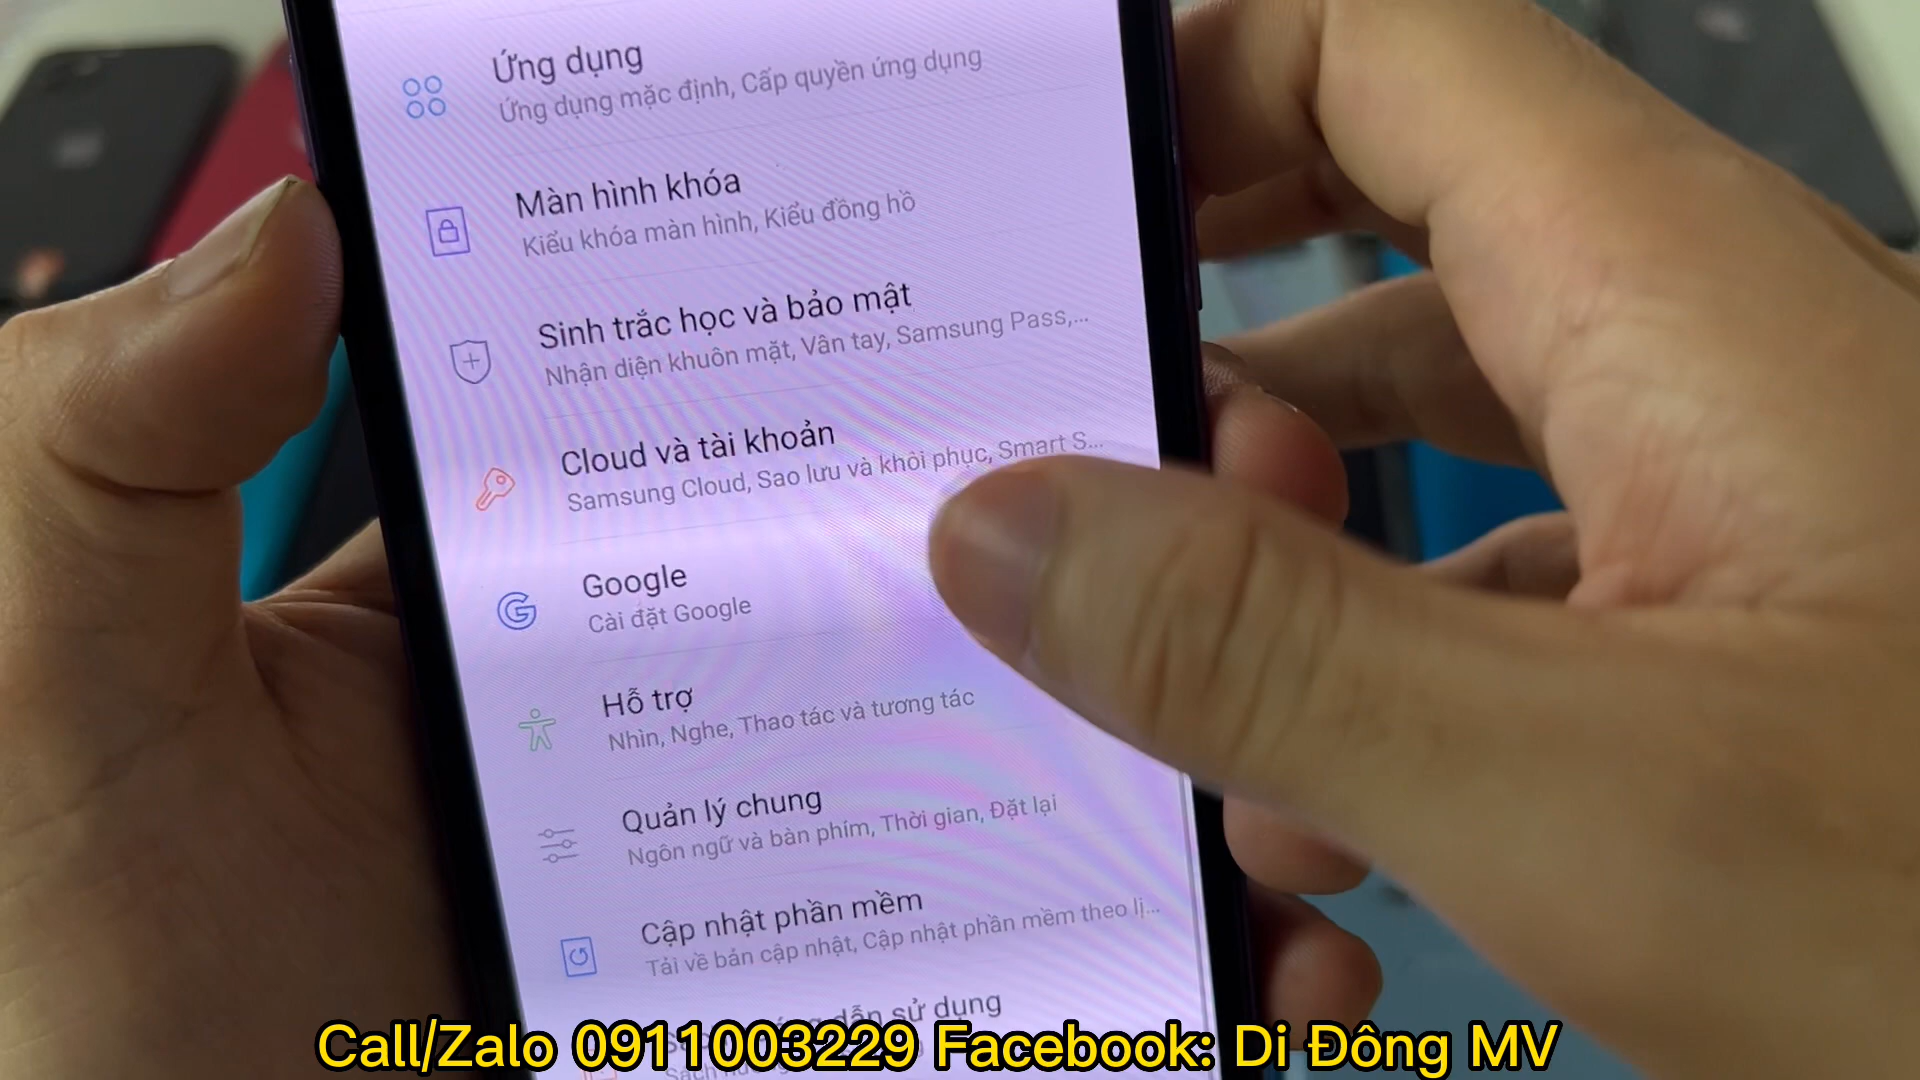 Ứng dụng
Ứng dụng mặc định, Cấp quyền ứng dụng
Màn hình khóa
Kiểu khóa màn hình, Kiểu đồng hồ
Sinh trắc học và bảo mật
Nhận diện khuôn mặt, Vân tay, Samsung Pass,...
Cloud và tài khoản
Samsung Cloud, Sao lưu và khôi phục, Smart S...
Google
Cài đặt Google
Hỗ trợ
Nhìn, Nghe, Thao tác và tương tác
Quản lý chung
Ngôn ngữ và bàn phím, Thời gian, Đặt lại
Cập nhật phần mềm
Tải về bản cập nhật, Cập nhật phần mềm theo lị...
dẫn sử dụng
Call/Zalo 0911003229 Facebook: Di Đông MV